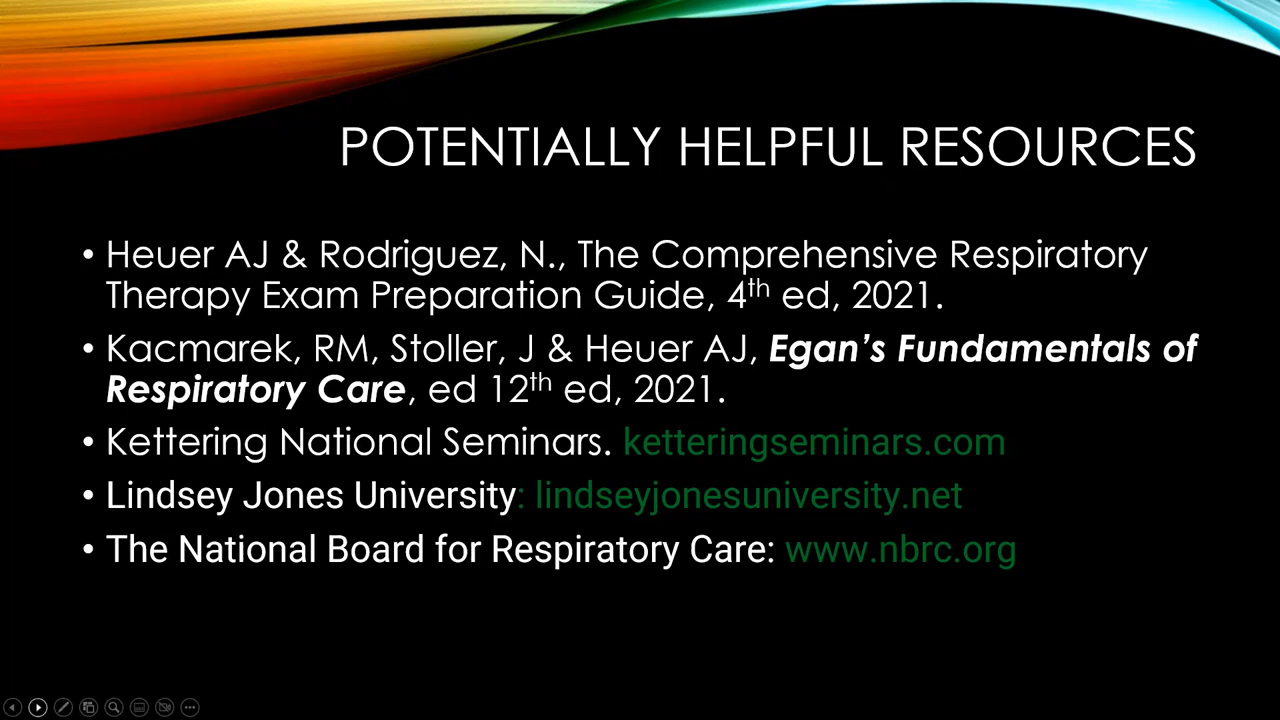 POTENTIALLY HELPFUL RESOURCES
• Heuer AJ & Rodriguez, N., The Comprehensive Respiratory
Therapy Exam Preparation Guide, 4th ed, 2021.
• Kacmarek, RM, Stoller, J & Heuer AJ, Egan's Fundamentals of
Respiratory Care, ed 12th ed, 2021.
• Kettering National Seminars. ketteringseminars.com
• Lindsey Jones University: lindseyjonesuniversity.net
• The National Board for Respiratory Care: www.nbrc.org